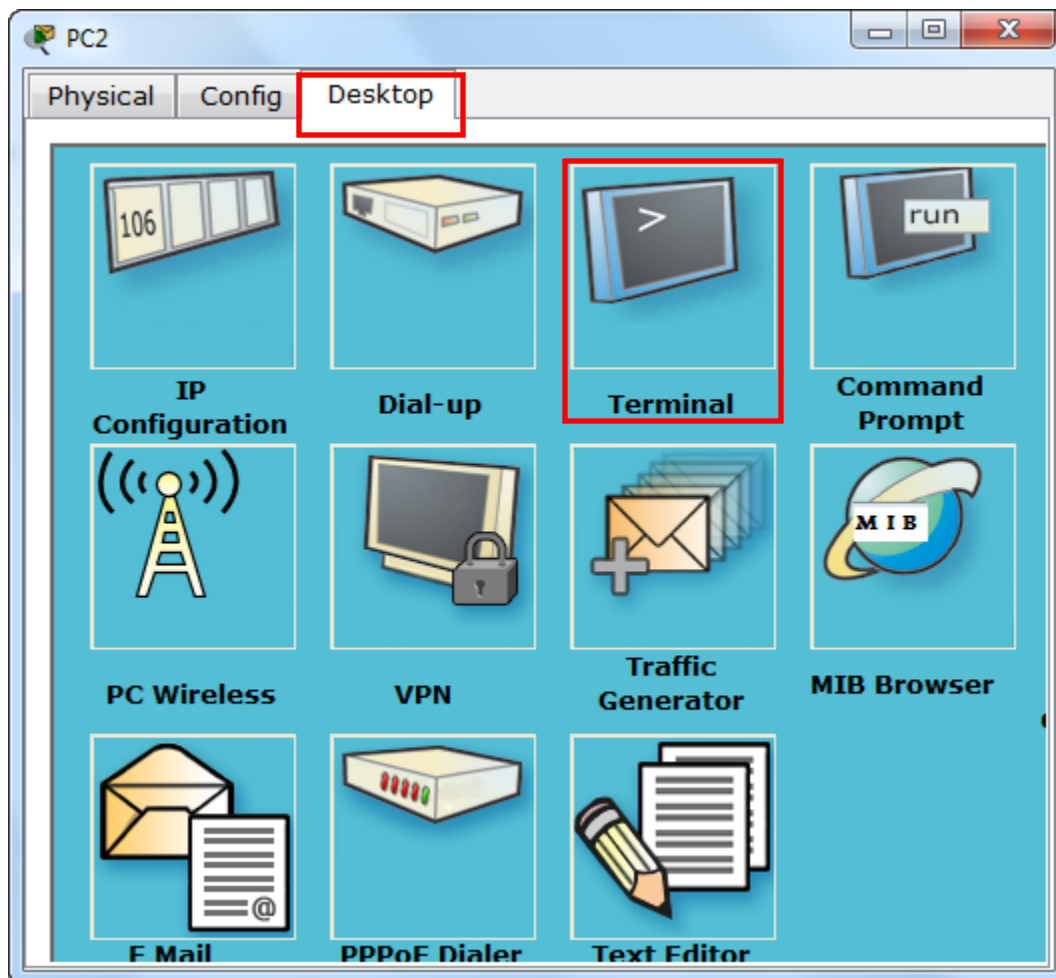 PC2
Physical Config Desktop
106
>
run
IP
Configuration
Dial-up
Terminal
Command
Prompt
MIB
PC Wireless
VPN
Traffic
Generator
MIB Browser
@
E Mail
PPPoE Dialer
Text Editor